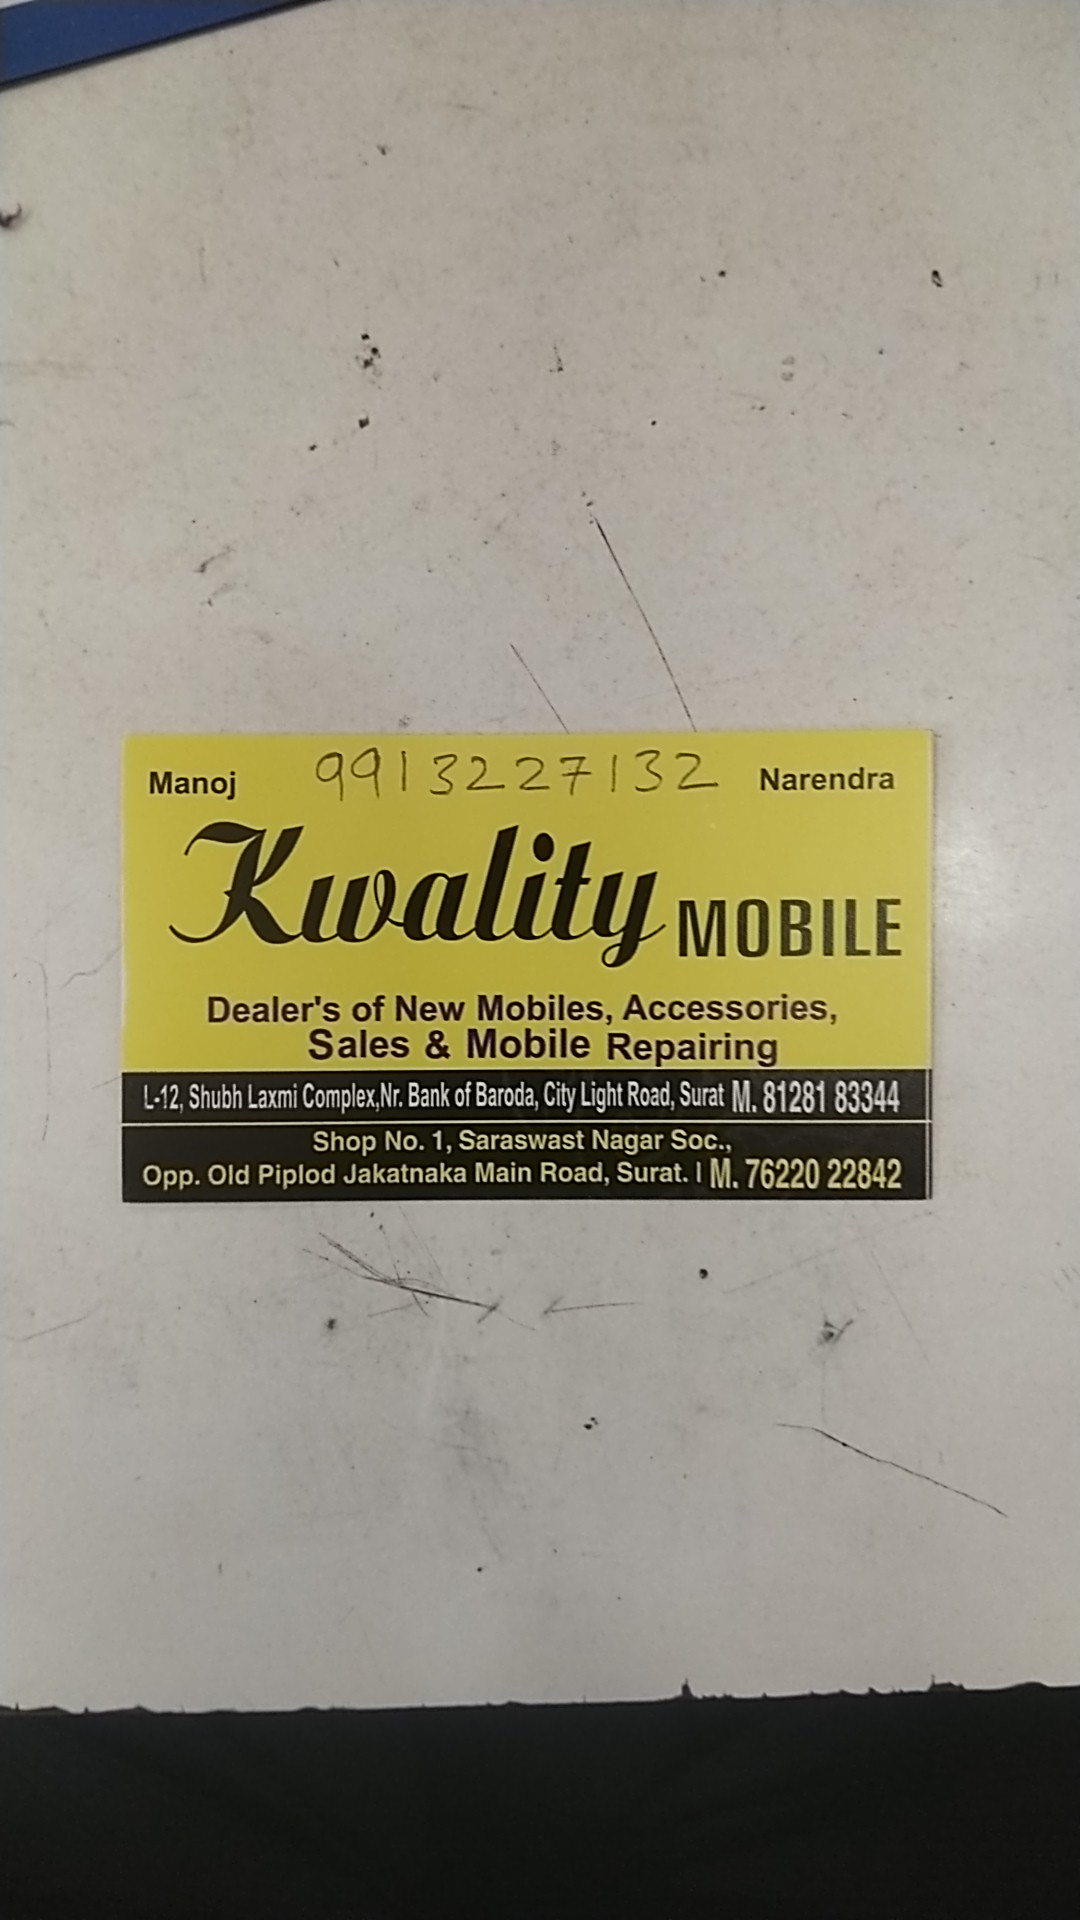 Manoj 9913227132 Narendra
Kwality MOBILE
Dealer's of New Mobiles, Accessories,
Sales & Mobile Repairing
L-12, Shubh Laxmi Complex,Nr. Bank of Baroda, City Light Road, Surat M. 81281 83344
Shop No. 1, Saraswast Nagar Soc.,
Opp. Old Piplod Jakatnaka Main Road, Surat. I M. 76220 22842